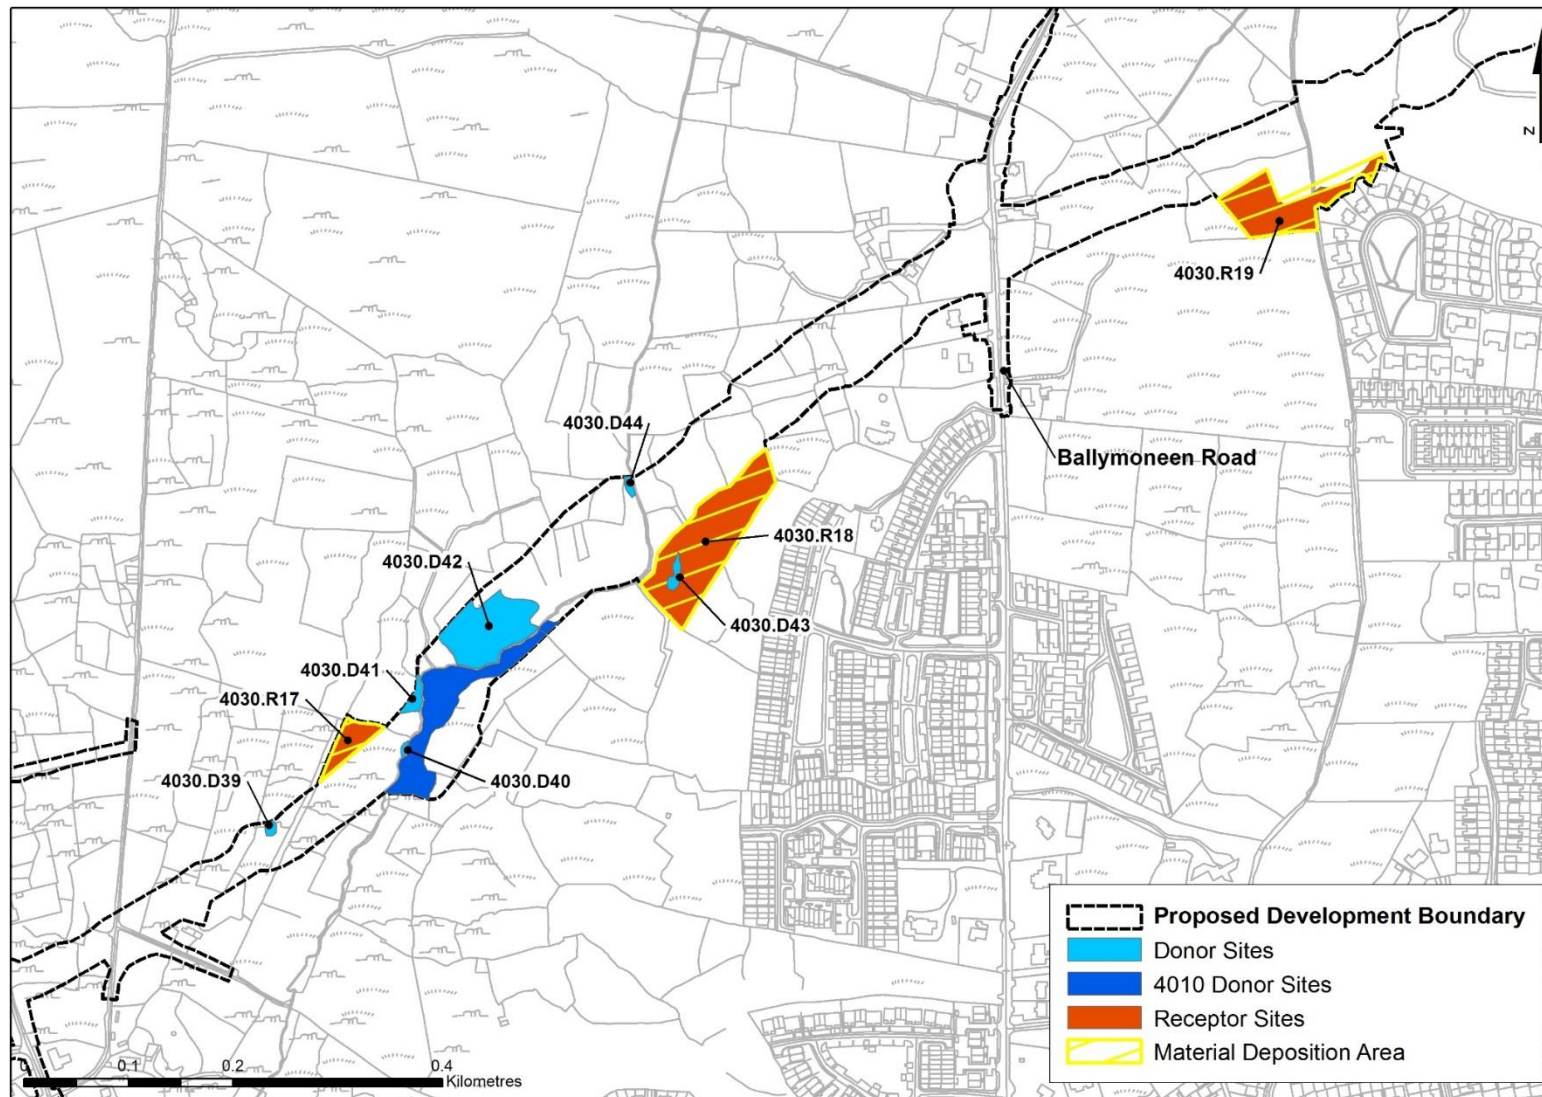 N
4030.R19
4030.D44
Ballymoneen Road
4030.R18
4030.D42
4030.D43
4030.D41
4030.R17
4030.D40
4030.D39
Proposed Development Boundary
Donor Sites
4010 Donor Sites
Receptor Sites
Material Deposition Area
0 0.1 0.2 0.4
Kilometres